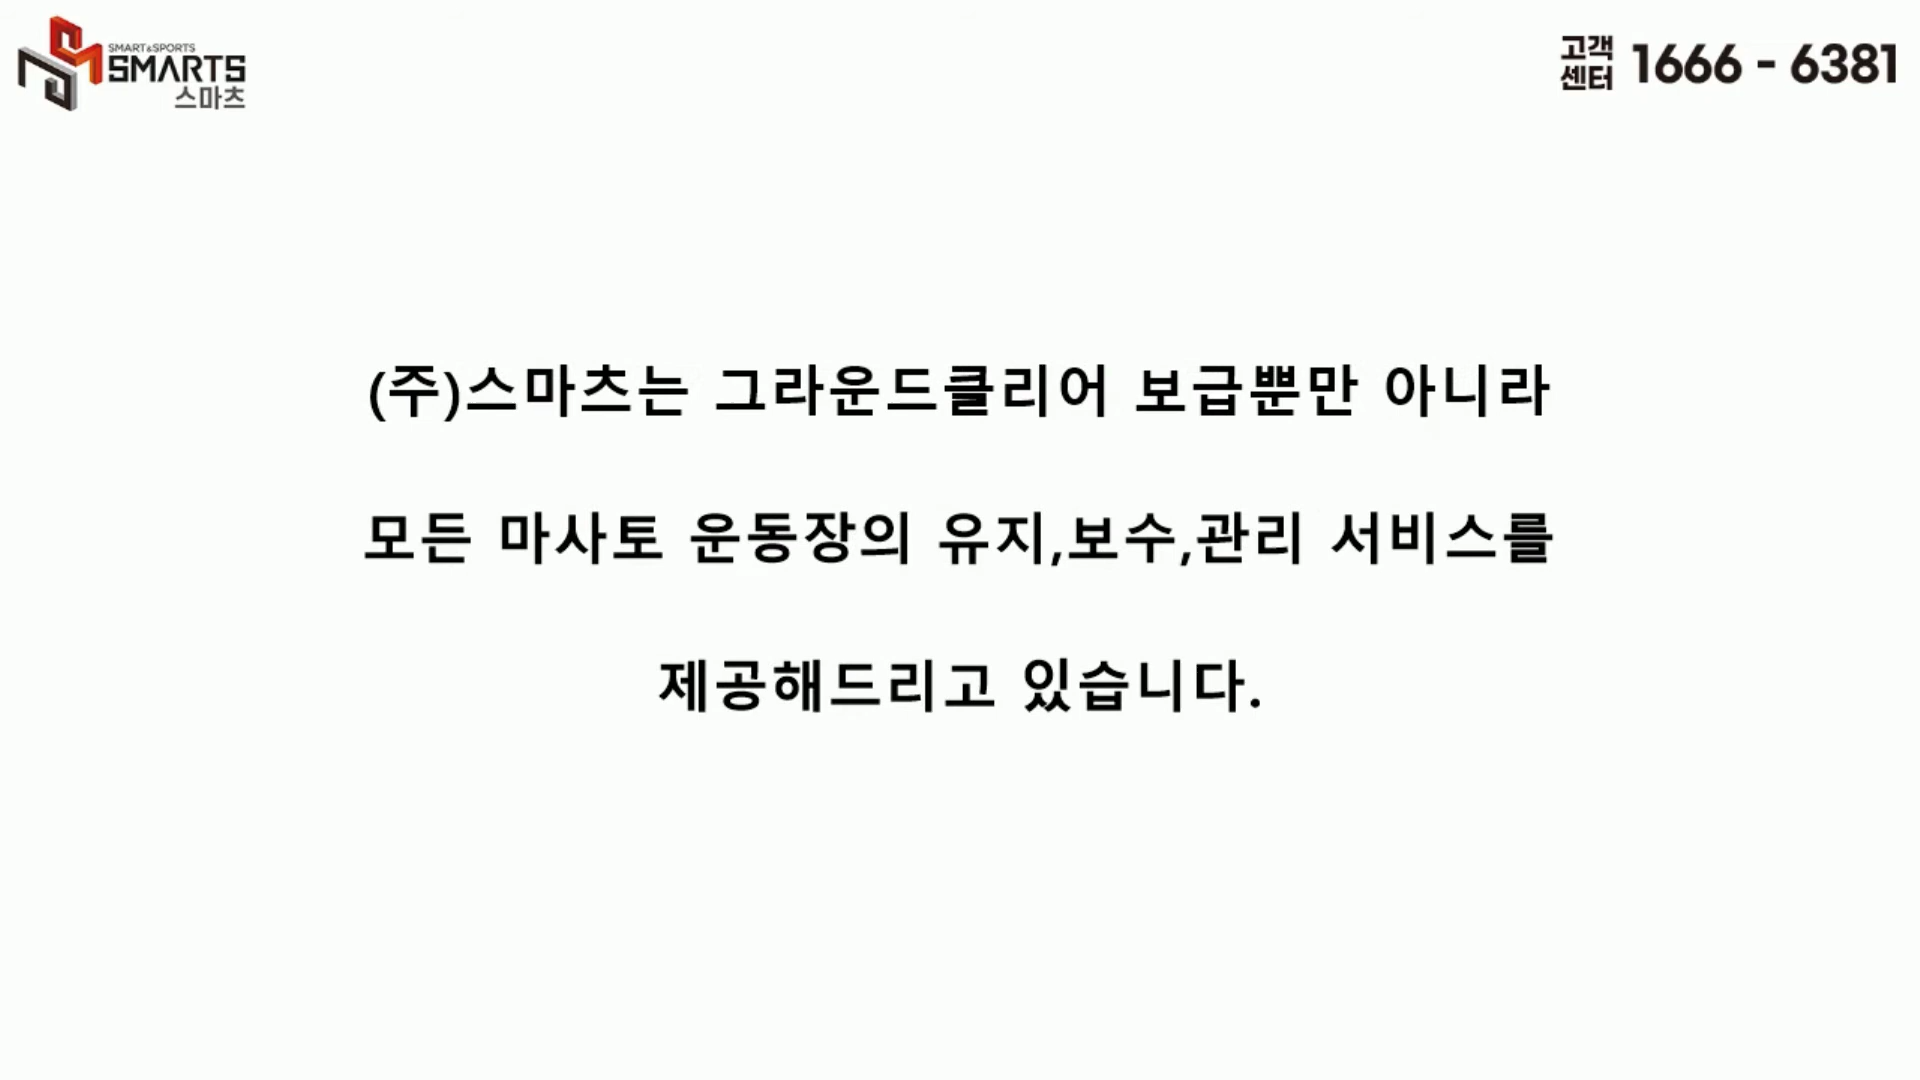 SMART&SPORTS
SMARTS
스마츠
고객
센터
1666 - 6381
(주)스마츠는 그라운드클리어 보급뿐만 아니라
모든 마사토 운동장의 유지,보수,관리 서비스를
제공해드리고 있습니다.